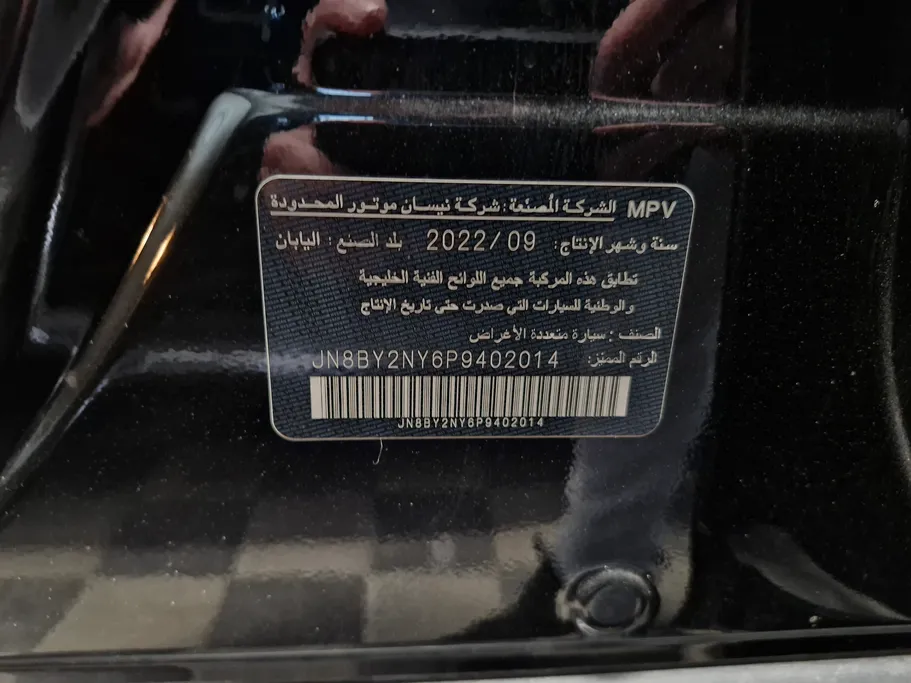 MPV الشركة المصنعة : شركة نيسان موتور المحدودة
سنة وشهر الإنتاج: 2022/09 بلد الصنع : اليابان
تطابق هذه المركبة جميع اللوائح الفنية الخليجية
والوطنية للسيارات التي صدرت حتى تاريخ الإنتاج
الصنف : سيارة متعددة الأغراض
الرقم المميز: JN8BY2NY6P9402014
JN8BY2NY6P9402014